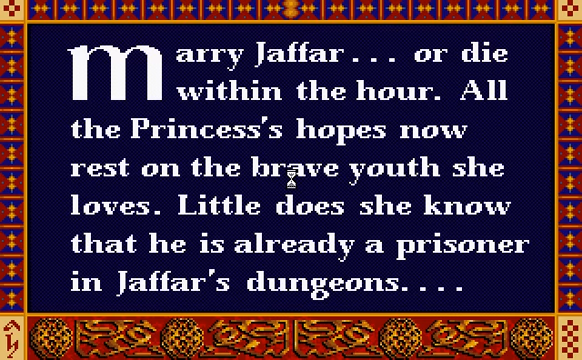 Marry Jaffar... or die
within the hour. All
the Princess's hopes now
rest on the brave youth she
loves. Little does she know
that he is already a prisoner
in Jaffar's dungeons....